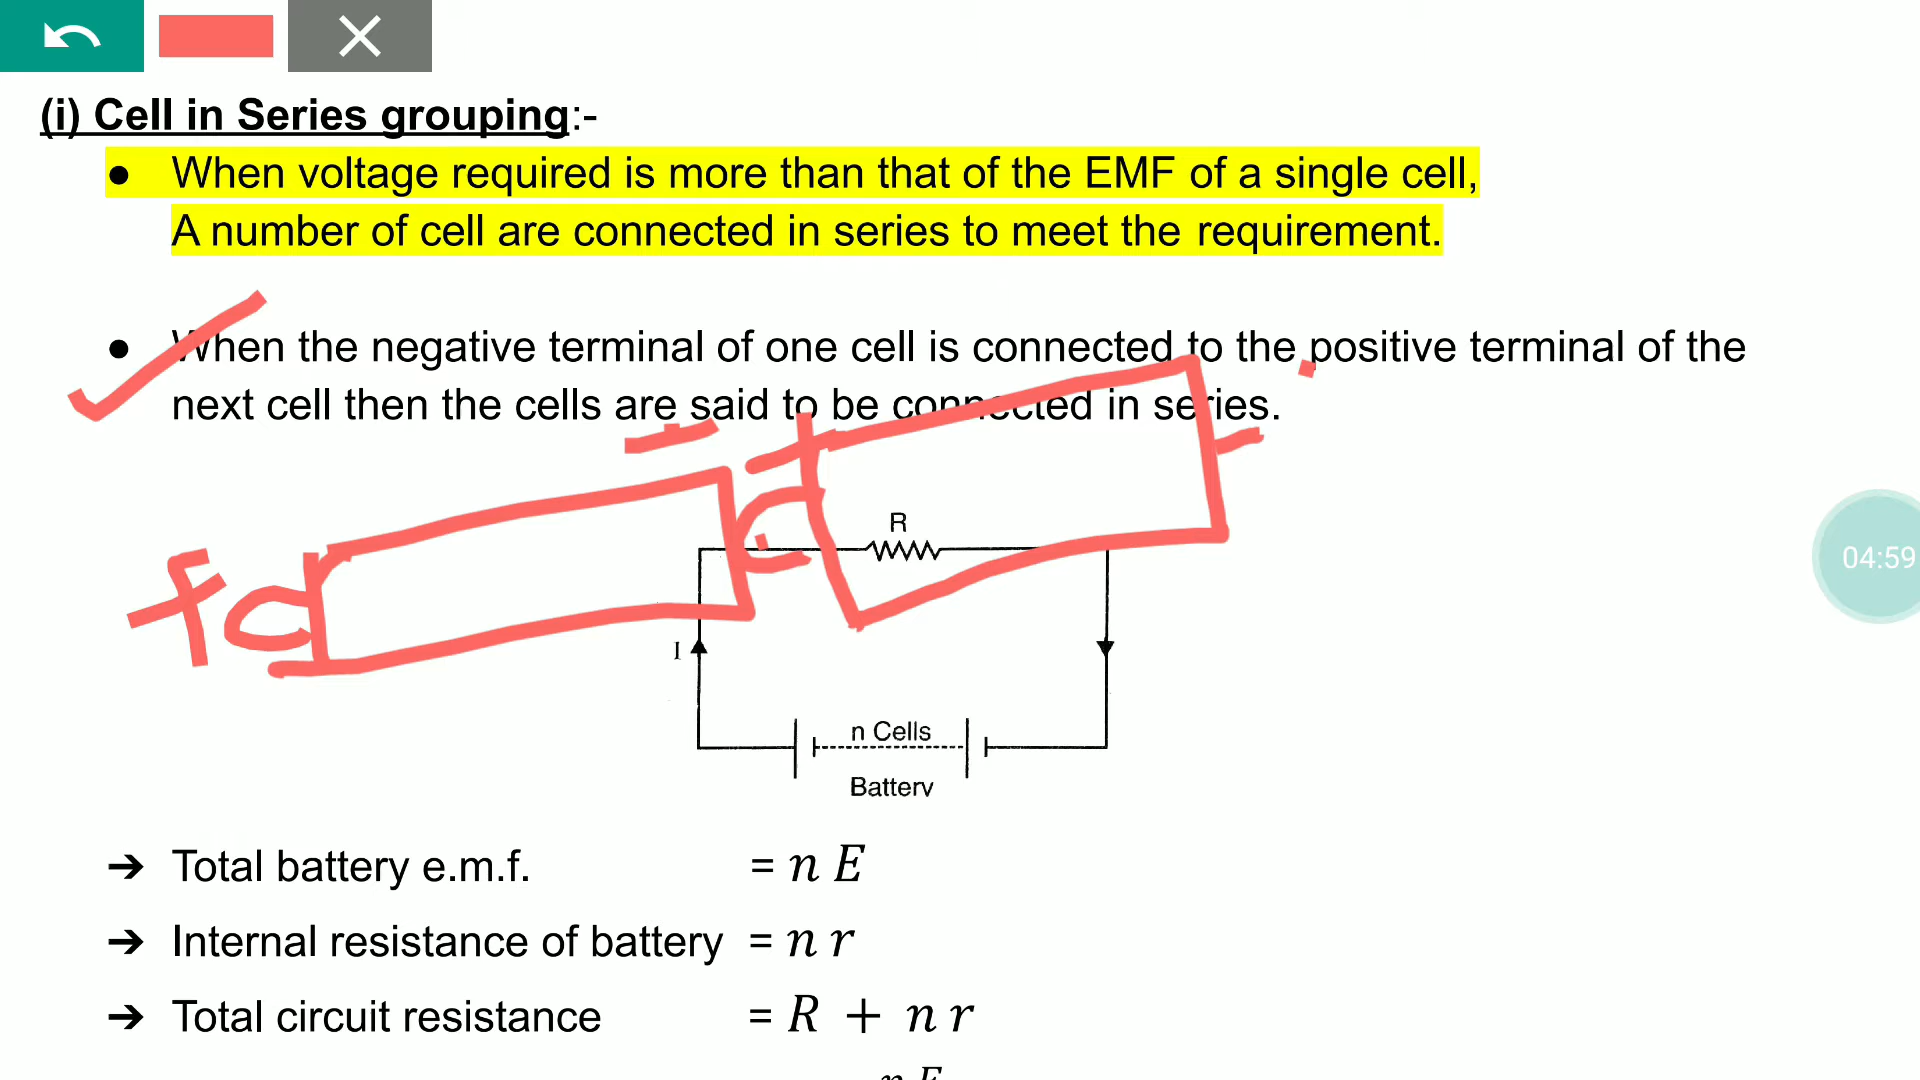 (i) Cell in Series grouping:-
● When voltage required is more than that of the EMF of a single cell,
A number of cell are connected in series to meet the requirement.
● When the negative terminal of one cell is connected to the positive terminal of the
next cell then the cells are said to be connected in series.
- + -
+
R
04:59
I
n Cells
Battery
➔ Total battery e.m.f. = n E
➔ Internal resistance of battery = n r
➔ Total circuit resistance = R + n r
n E